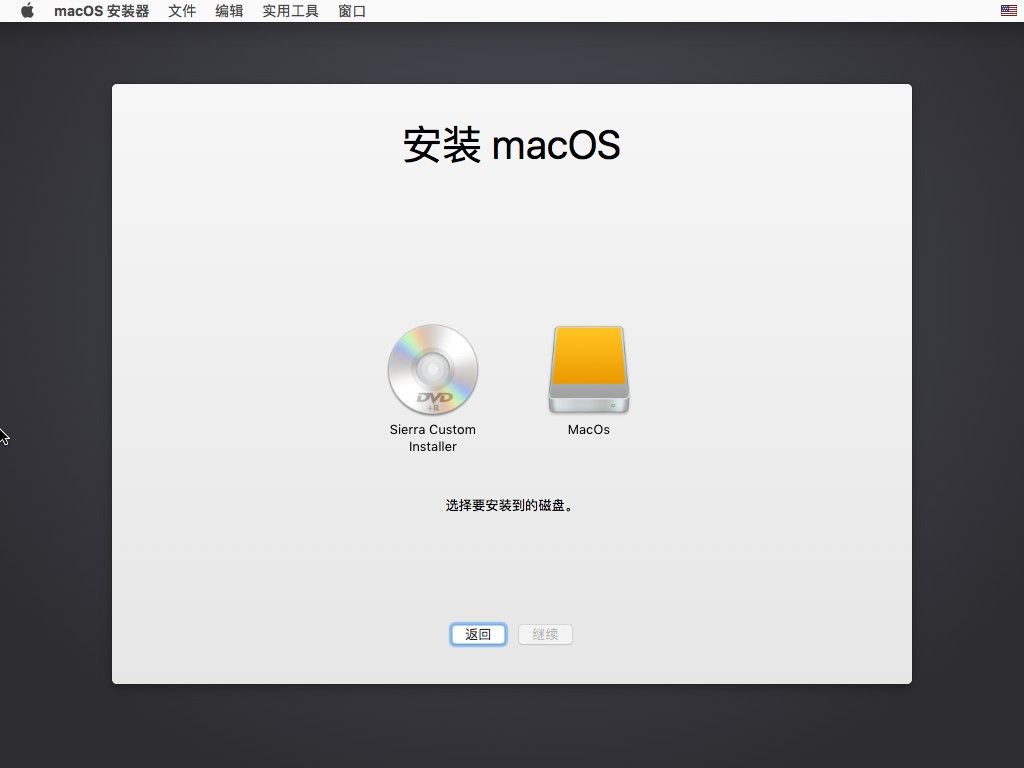 macOS 安装器 文件 编辑 实用工具 窗口
安装 macOS
DVD
+R
Sierra Custom
Installer
MacOs
选择要安装到的磁盘。
返回 继续